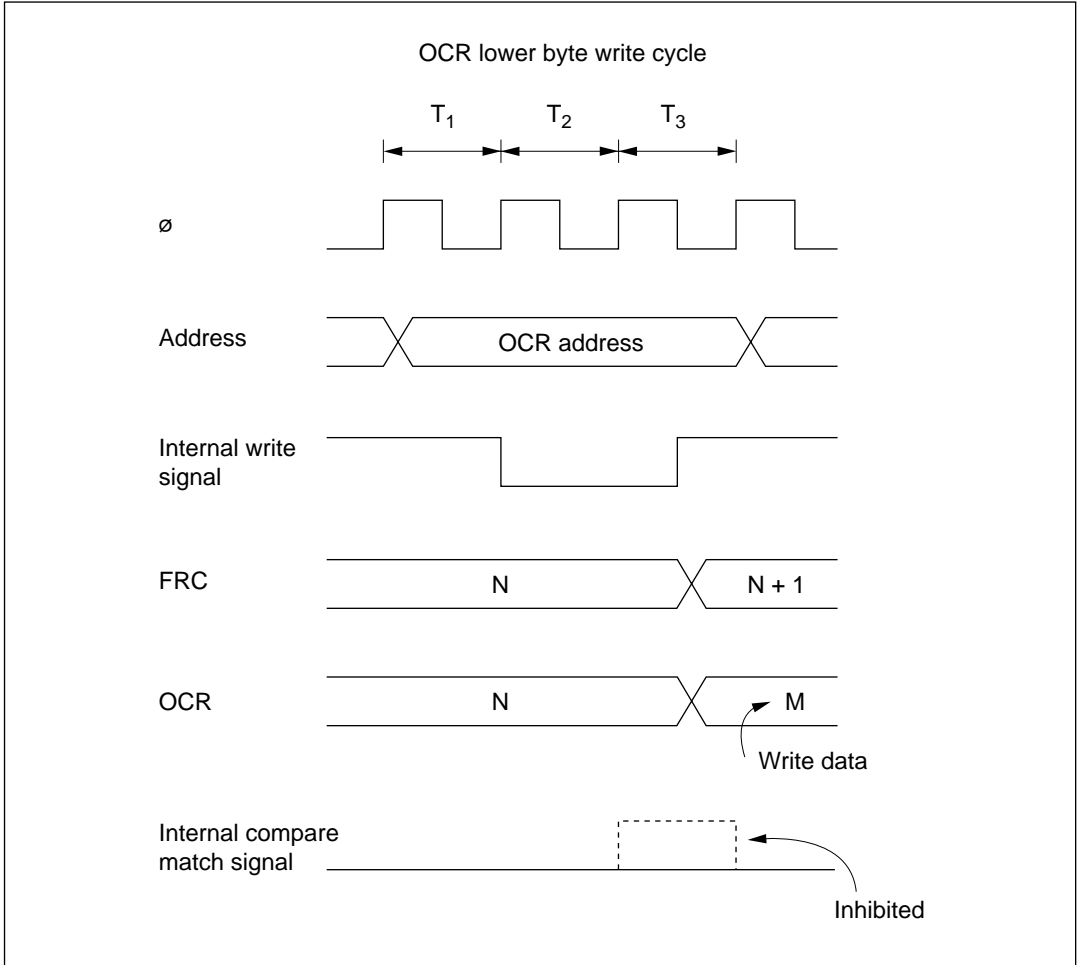 OCR lower byte write cycle
T1 T2 T3
ø
Address
OCR address
Internal write
signal
FRC
N
N + 1
OCR
N
M
Write data
Internal compare
match signal
Inhibited